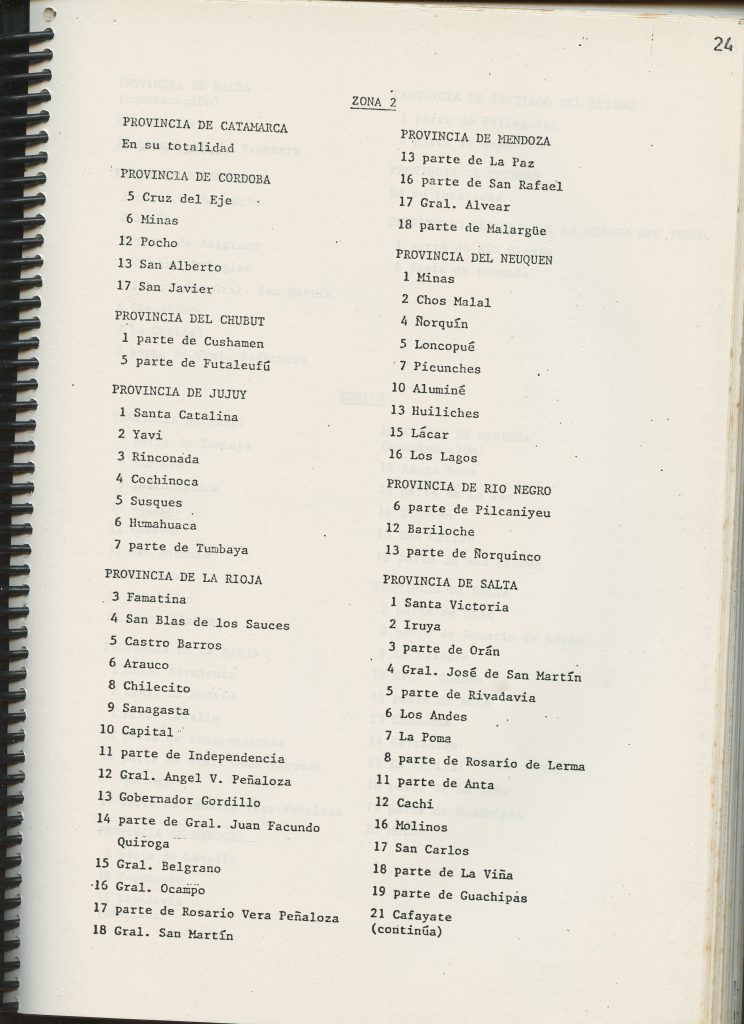 24
ZONA 2
PROVINCIA DE CATAMARCA
En su totalidad
PROVINCIA DE CORDOBA
5 Cruz del Eje
6 Minas
12 Pocho
13 San Alberto
17 San Javier
PROVINCIA DEL CHUBUT
1 parte de Cushamen
5 parte de Futaleufú
PROVINCIA DE JUJUY
1 Santa Catalina
2 Yavi
3 Rinconada
4 Cochinoca
5 Susques
6 Humahuaca
7 parte de Tumbaya
PROVINCIA DE LA RIOJA
3 Famatina
4 San Blas de los Sauces
5 Castro Barros
6 Arauco
8 Chilecito
9 Sanagasta
10 Capital
11 parte de Independencia
12 Gral. Angel V. Peñaloza
13 Gobernador Gordillo
14 parte de Gral. Juan Facundo
Quiroga
15 Gral. Belgrano
16 Gral. Ocampo
17 parte de Rosario Vera Peñaloza
18 Gral. San Martín
PROVINCIA DE MENDOZA
13 parte de La Paz
16 parte de San Rafael
17 Gral. Alvear
18 parte de Malargüe
PROVINCIA DEL NEUQUEN
1 Minas
2 Chos Malal
4 Ñorquín
5 Loncopué
7 Picunches
10 Aluminé
13 Huiliches
15 Lácar
16 Los Lagos
PROVINCIA DE RIO NEGRO
6 parte de Pilcaniyeu
12 Bariloche
13 parte de Ñorquinco
PROVINCIA DE SALTA
1 Santa Victoria
2 Iruya
3 parte de Orán
4 Gral. José de San Martín
5 parte de Rivadavia
6 Los Andes
7 La Poma
8 parte de Rosario de Lerma
11 parte de Anta
12 Cachi
16 Molinos
17 San Carlos
18 parte de La Viña
19 parte de Guachipas
21 Cafayate
(continúa)